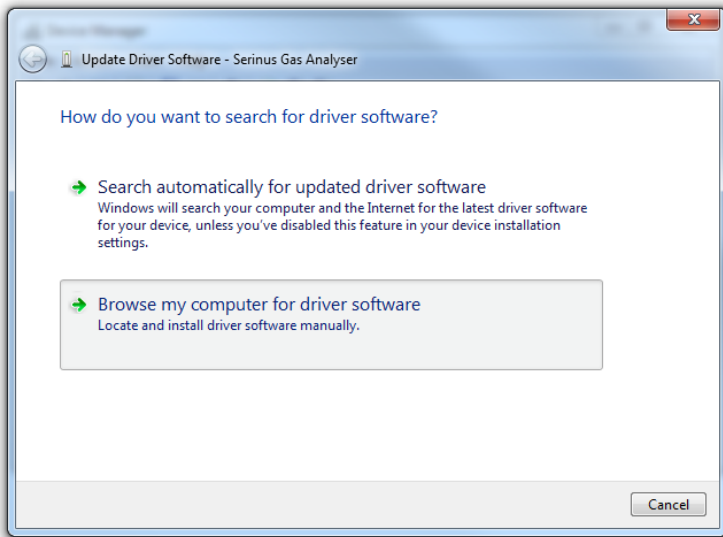 Device Manager
Update Driver Software - Serinus Gas Analyser
How do you want to search for driver software?
Search automatically for updated driver software
Windows will search your computer and the Internet for the latest driver software
for your device, unless you've disabled this feature in your device installation
settings.
Browse my computer for driver software
Locate and install driver software manually.
Cancel